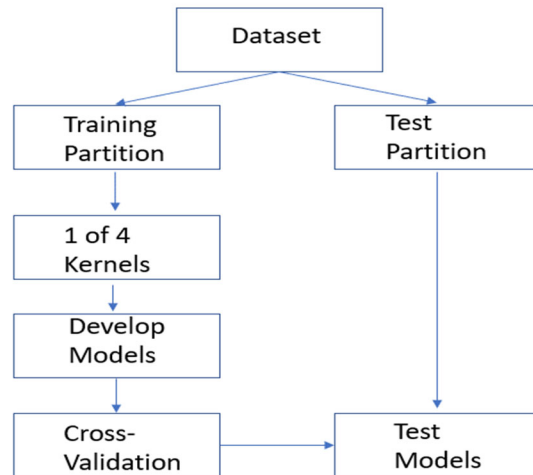 Dataset
Training
Partition
Test
Partition
1 of 4
Kernels
Develop
Models
Cross-
Validation
Test
Models